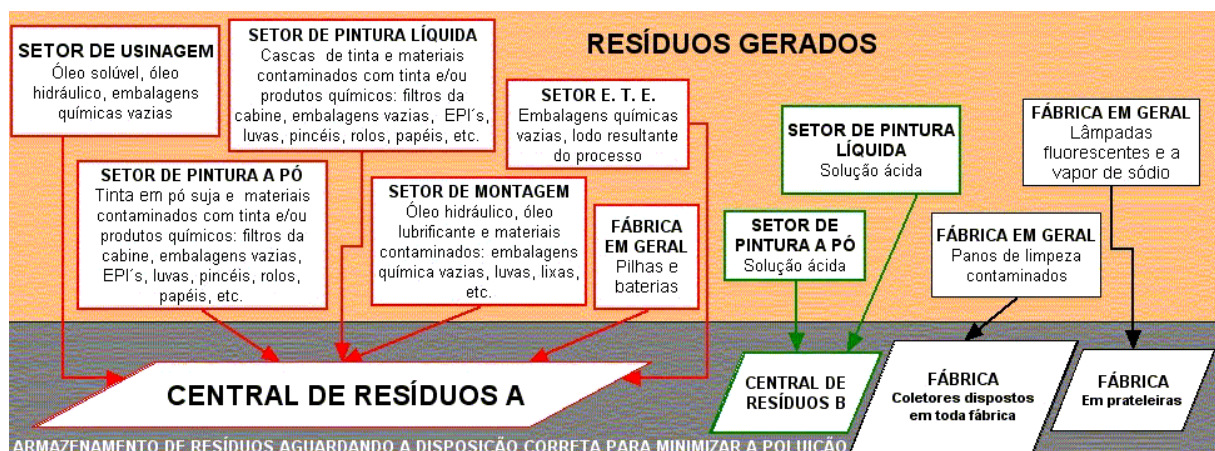 RESÍDUOS GERADOS
SETOR DE USINAGEM
Óleo solúvel, óleo
hidráulico, embalagens
químicas vazias
SETOR DE PINTURA LÍQUIDA
Cascas de tinta e materiais
contaminados com tinta e/ou
produtos químicos: filtros da
cabine, embalagens vazias, EPI´s,
luvas, pincéis, rolos, papéis, etc.
SETOR E. T. E.
Embalagens químicas
vazias, lodo resultante
do processo
SETOR DE PINTURA A PÓ
Tinta em pó suja e materiais
contaminados com tinta e/ou
produtos químicos: filtros da
cabine, embalagens vazias,
EPI´s, luvas, pincéis, rolos,
papéis, etc.
SETOR DE MONTAGEM
Óleo hidráulico, óleo
lubrificante e materiais
contaminados: embalagens
química vazias, luvas, lixas,
etc.
FÁBRICA
EM GERAL
Pilhas e
baterias
SETOR DE PINTURA
LÍQUIDA
Solução ácida
SETOR DE
PINTURA A PÓ
Solução ácida
FÁBRICA EM GERAL
Lâmpadas
fluorescentes e a
vapor de sódio
FÁBRICA EM GERAL
Panos de limpeza
contaminados
CENTRAL DE RESÍDUOS A
CENTRAL DE
RESÍDUOS B
FÁBRICA
Coletores dispostos
em toda fábrica
FÁBRICA
Em prateleiras
ARMAZENAMENTO DE RESÍDUOS AGUARDANDO A DISPOSIÇÃO CORRETA PARA MINIMIZAR A POLUIÇÃO